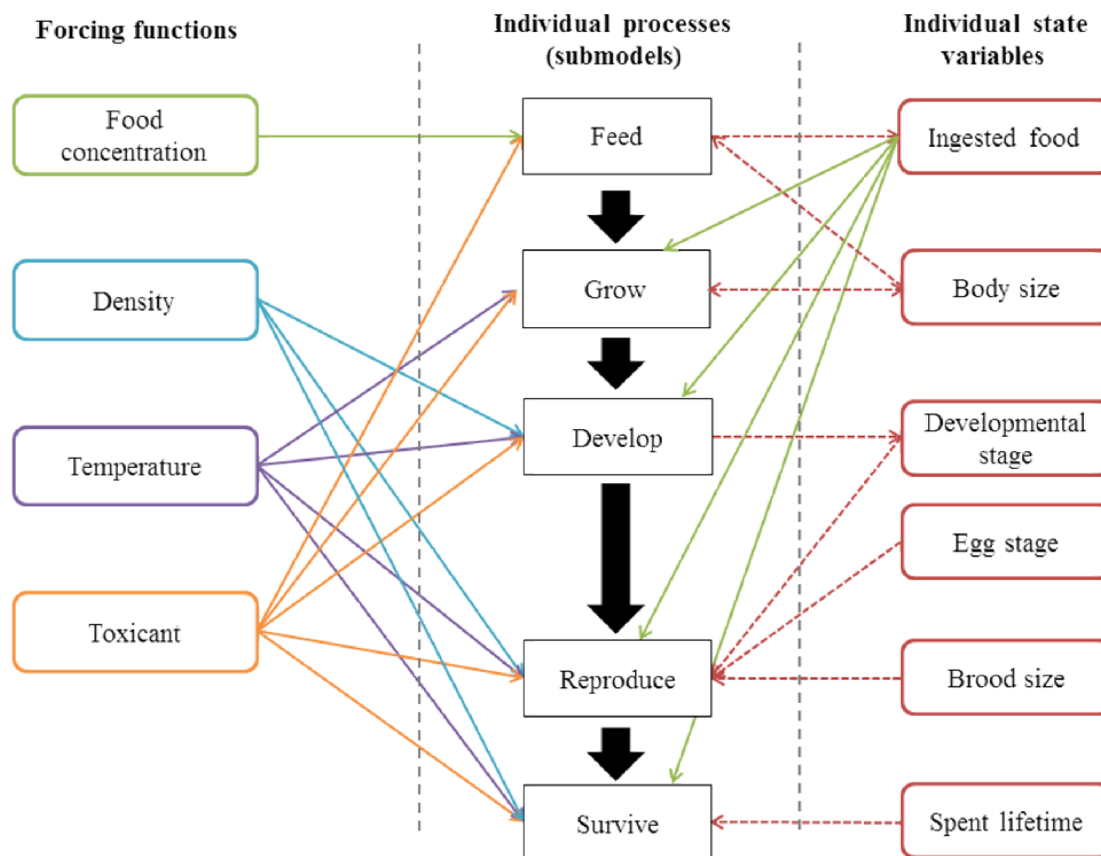 Forcing functions
Individual processes
(submodels)
Individual state
variables
Food
concentration
Feed
Ingested food
Density
Grow
Body size
Temperature
Develop
Developmental
stage
Egg stage
Toxicant
Reproduce
Brood size
Survive
Spent lifetime